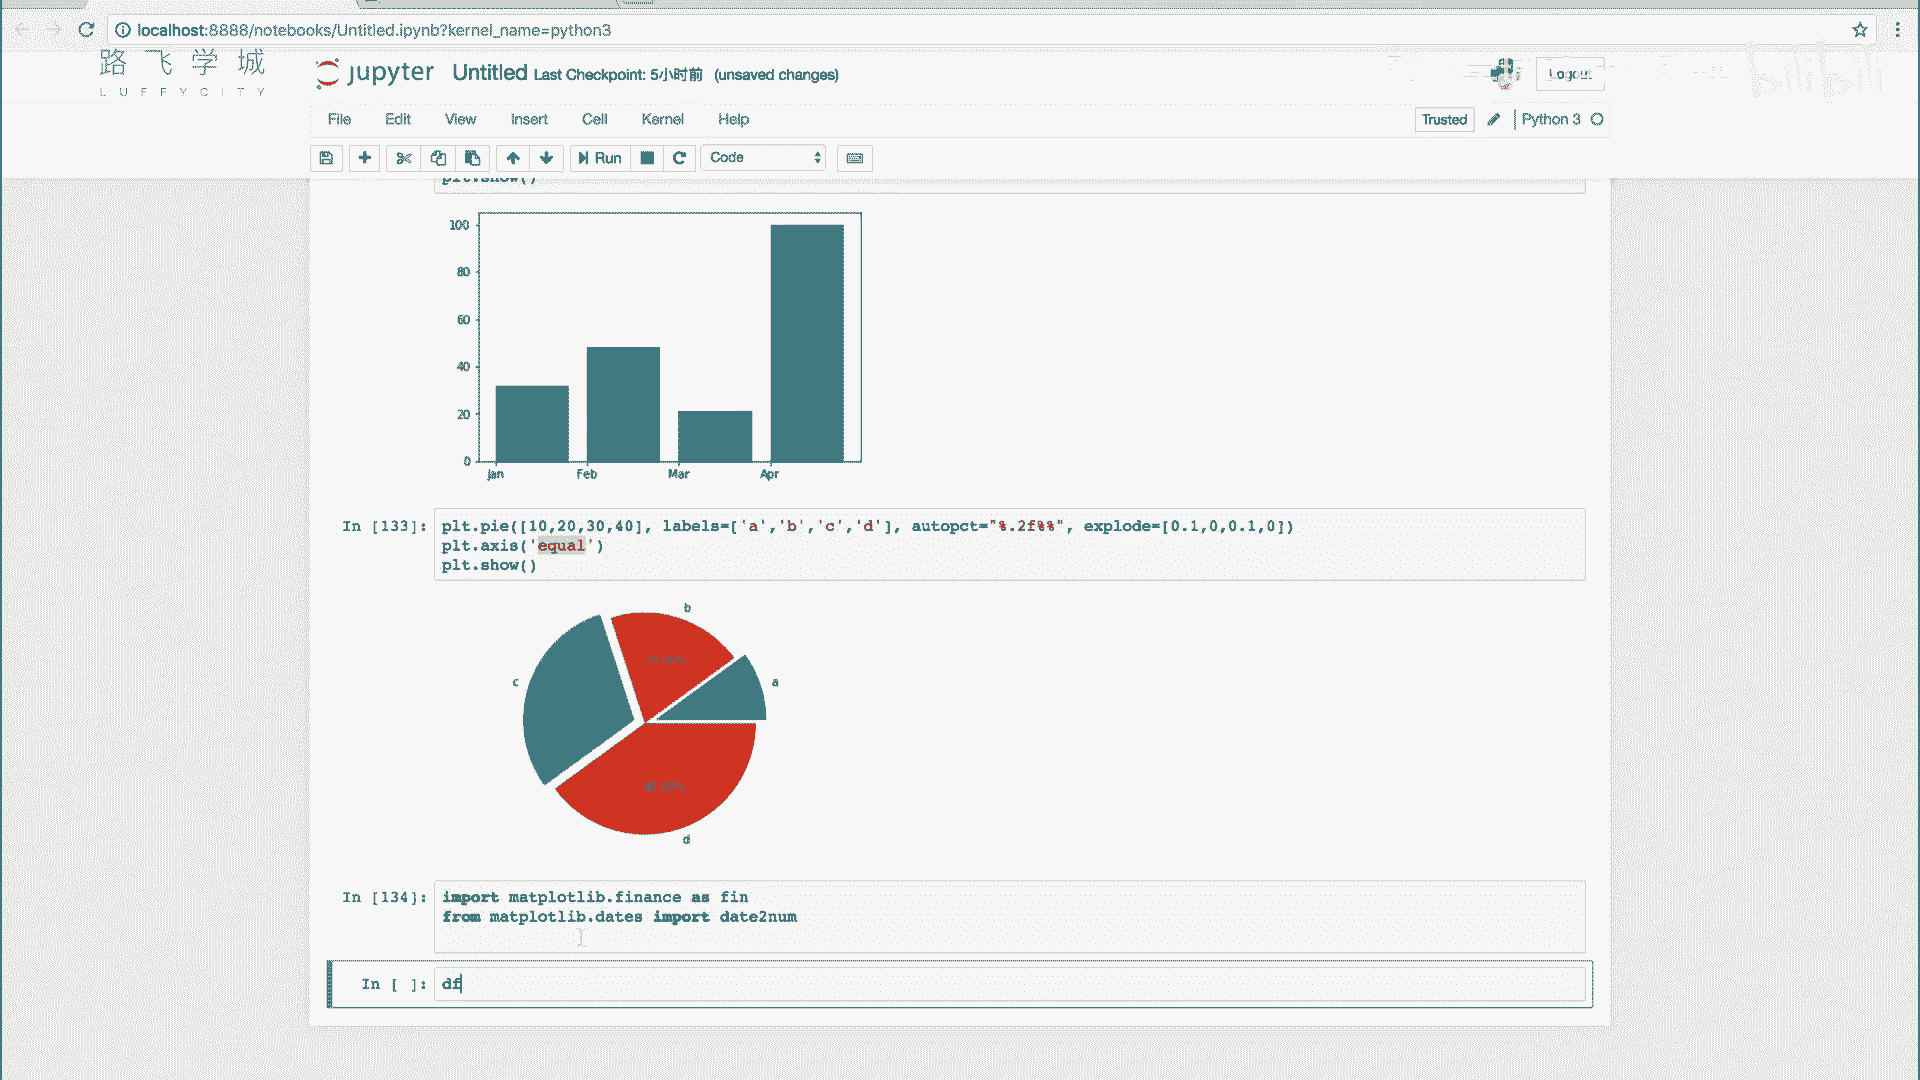 localhost:8888/notebooks/Untitled.ipynb?kernel_name=python3
路飞学城
LUFFYCITY
jupyter Untitled Last Checkpoint: 5小时前 (unsaved changes)
Logout
File Edit View Insert Cell Kernel Help
Trusted Python 3
Run Code
plt.show()
100
80
60
40
20
0
Jan Feb Mar Apr
In [133]: plt.pie([10,20,30,40], labels=['a','b','c','d'], autopct="%.2f%%", explode=[0.1,0,0.1,0])
plt.axis('equal')
plt.show()
b
c
a
d
In [134]: import matplotlib.finance as fin
from matplotlib.dates import date2num
In [ ]: df
bilibili